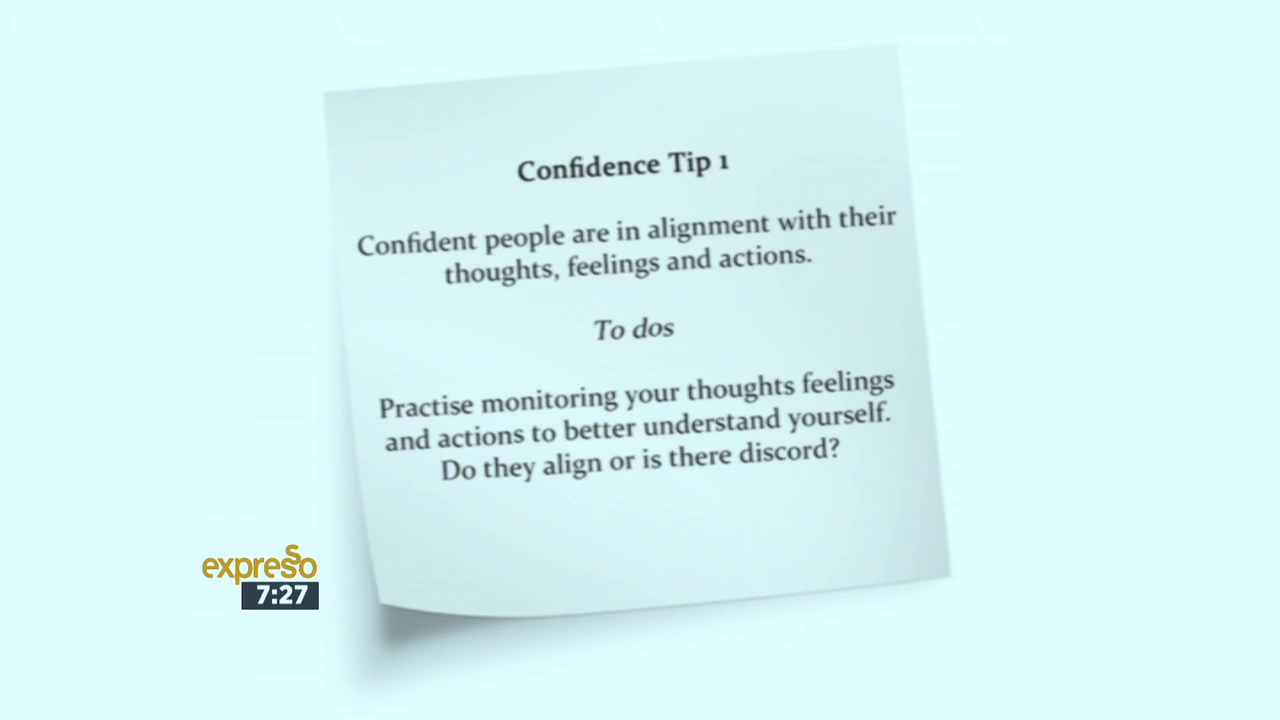 Confidence Tip 1
Confident people are in alignment with their
thoughts, feelings and actions.
To dos
Practise monitoring your thoughts feelings
and actions to better understand yourself.
Do they align or is there discord?
expresso
7:27